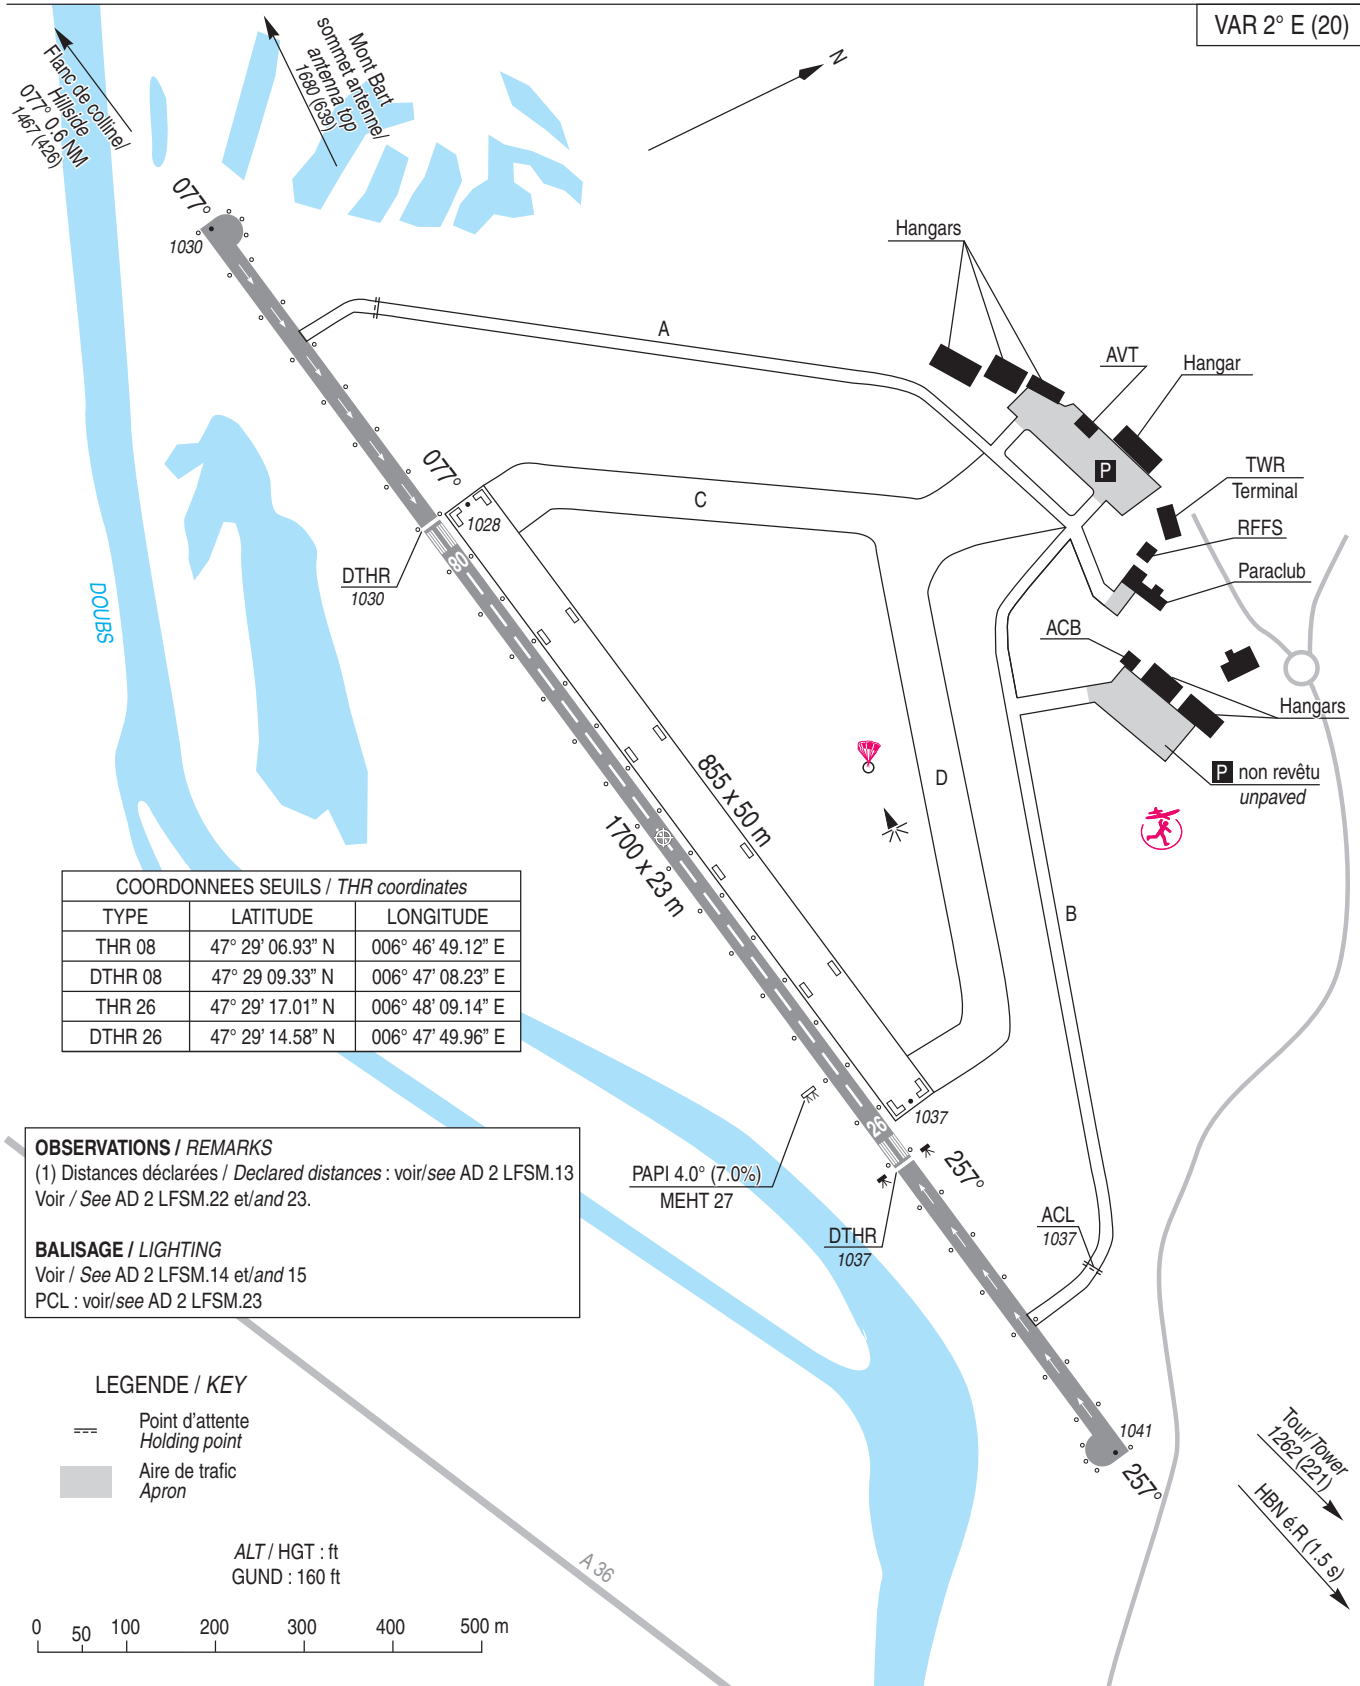 VAR 2° E (20)
Flanc de colline/
Hillside
077° 0.6 NM
1467 (426)
Mont Bart
sommet antenne/
antenna top
1680 (639)
N
077°
1030
Hangars
A
AVT
Hangar
P
TWR
Terminal
RFFS
Paraclub
077°
C
1028
DTHR
1030
08
DOUBS
ACB
Hangars
P non revêtu
unpaved
855 x 50 m
D
1700 x 23 m
B
COORDONNEES SEUILS / THR coordinates
TYPE LATITUDE LONGITUDE
THR 08 47° 29’ 06.93” N 006° 46’ 49.12” E
DTHR 08 47° 29 09.33” N 006° 47’ 08.23” E
THR 26 47° 29’ 17.01” N 006° 48’ 09.14” E
DTHR 26 47° 29’ 14.58” N 006° 47’ 49.96” E
1037
26
257°
PAPI 4.0° (7.0%)
MEHT 27
DTHR
1037
ACL
1037
OBSERVATIONS / REMARKS
(1) Distances déclarées / Declared distances : voir/see AD 2 LFSM.13
Voir / See AD 2 LFSM.22 et/and 23.
BALISAGE / LIGHTING
Voir / See AD 2 LFSM.14 et/and 15
PCL : voir/see AD 2 LFSM.23
LEGENDE / KEY
Point d’attente
Holding point
Aire de trafic
Apron
1041
257°
Tour/Tower
1262 (221)
HBN é.R (1.5 s)
A 36
ALT / HGT : ft
GUND : 160 ft
0 50 100 200 300 400 500 m